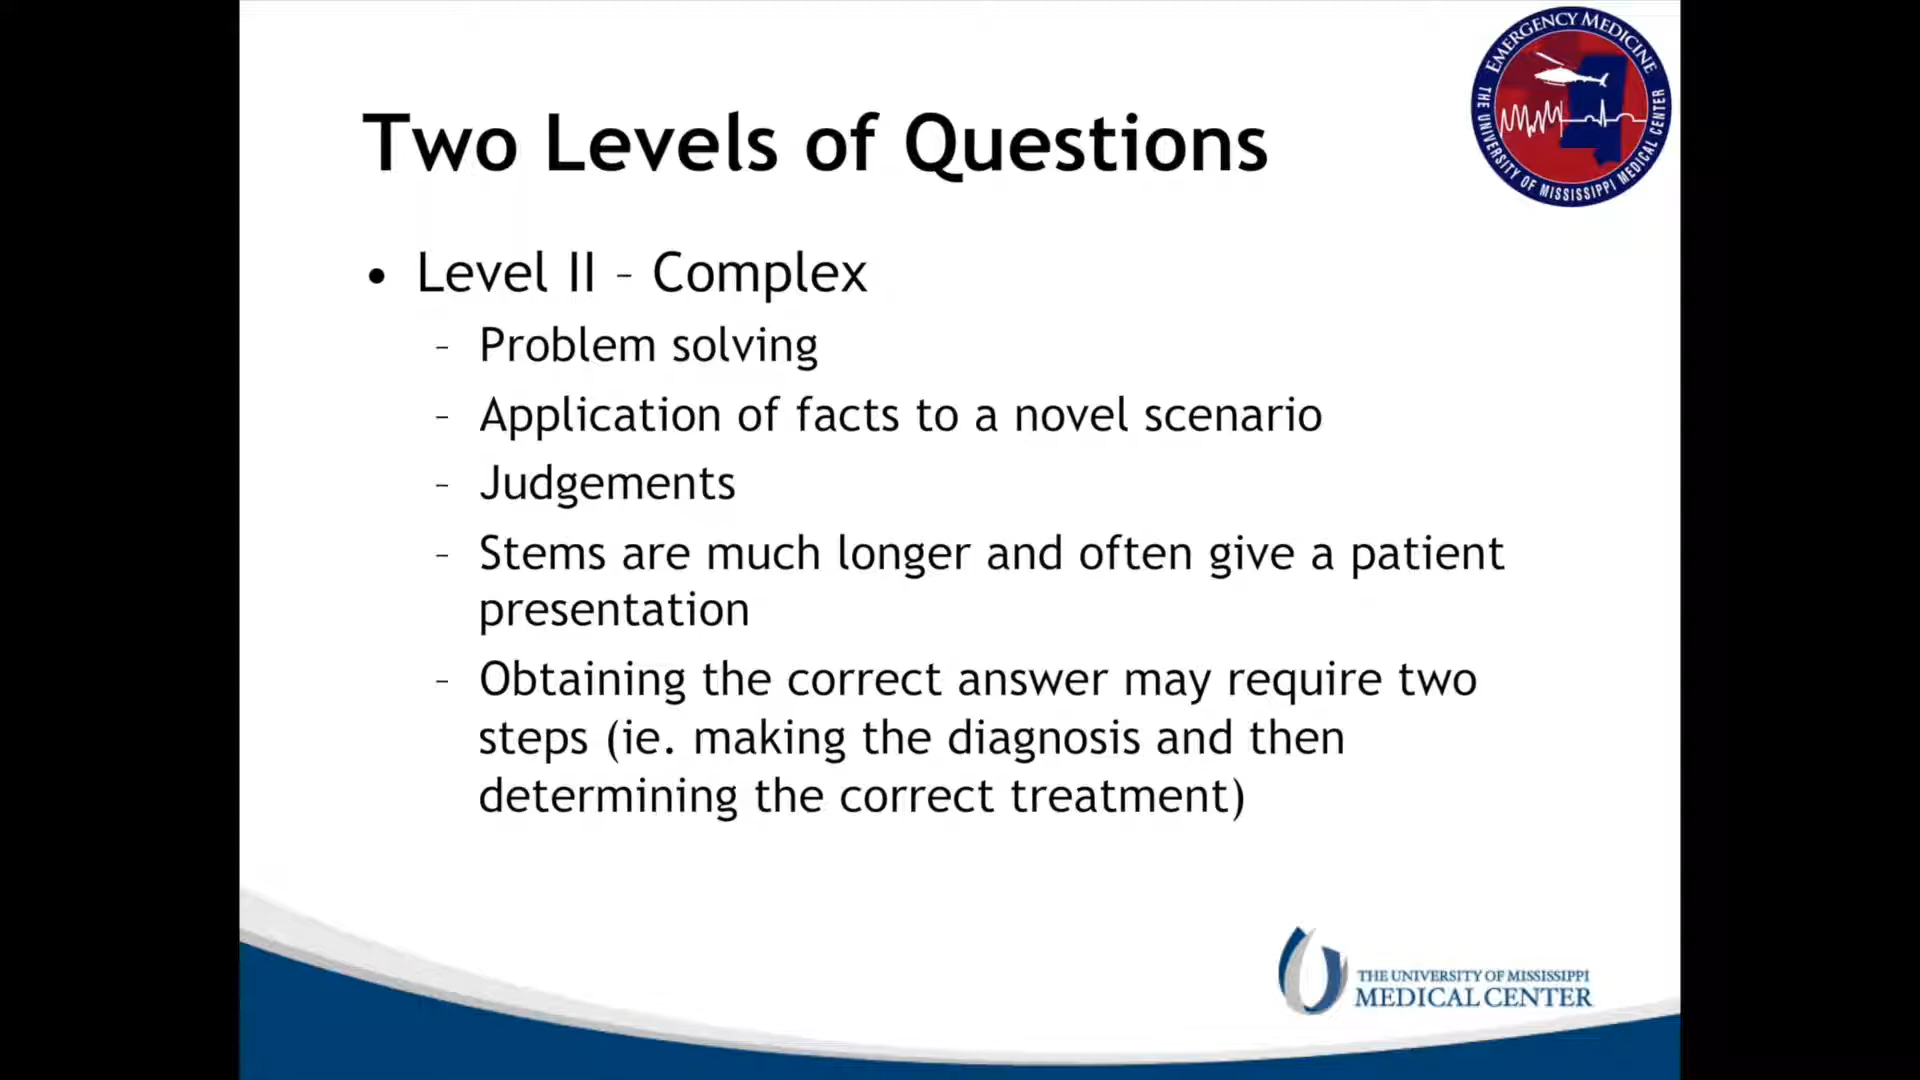 EMERGENCY MEDICINE
THE UNIVERSITY OF MISSISSIPPI MEDICAL CENTER
Two Levels of Questions
• Level II – Complex
– Problem solving
– Application of facts to a novel scenario
– Judgements
– Stems are much longer and often give a patient
presentation
– Obtaining the correct answer may require two
steps (ie. making the diagnosis and then
determining the correct treatment)
THE UNIVERSITY OF MISSISSIPPI
MEDICAL CENTER